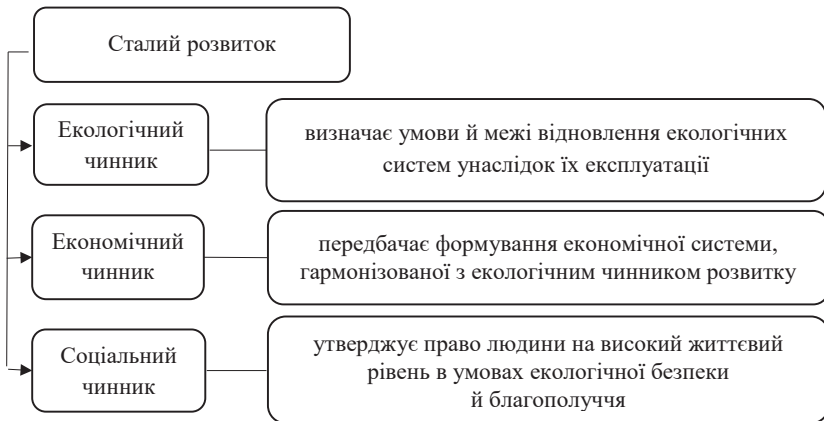 Сталий розвиток
Екологічний
чинник
визначає умови й межі відновлення екологічних
систем унаслідок їх експлуатації
Економічний
чинник
передбачає формування економічної системи,
гармонізованої з екологічним чинником розвитку
Соціальний
чинник
утверджує право людини на високий життєвий
рівень в умовах екологічної безпеки
й благополуччя